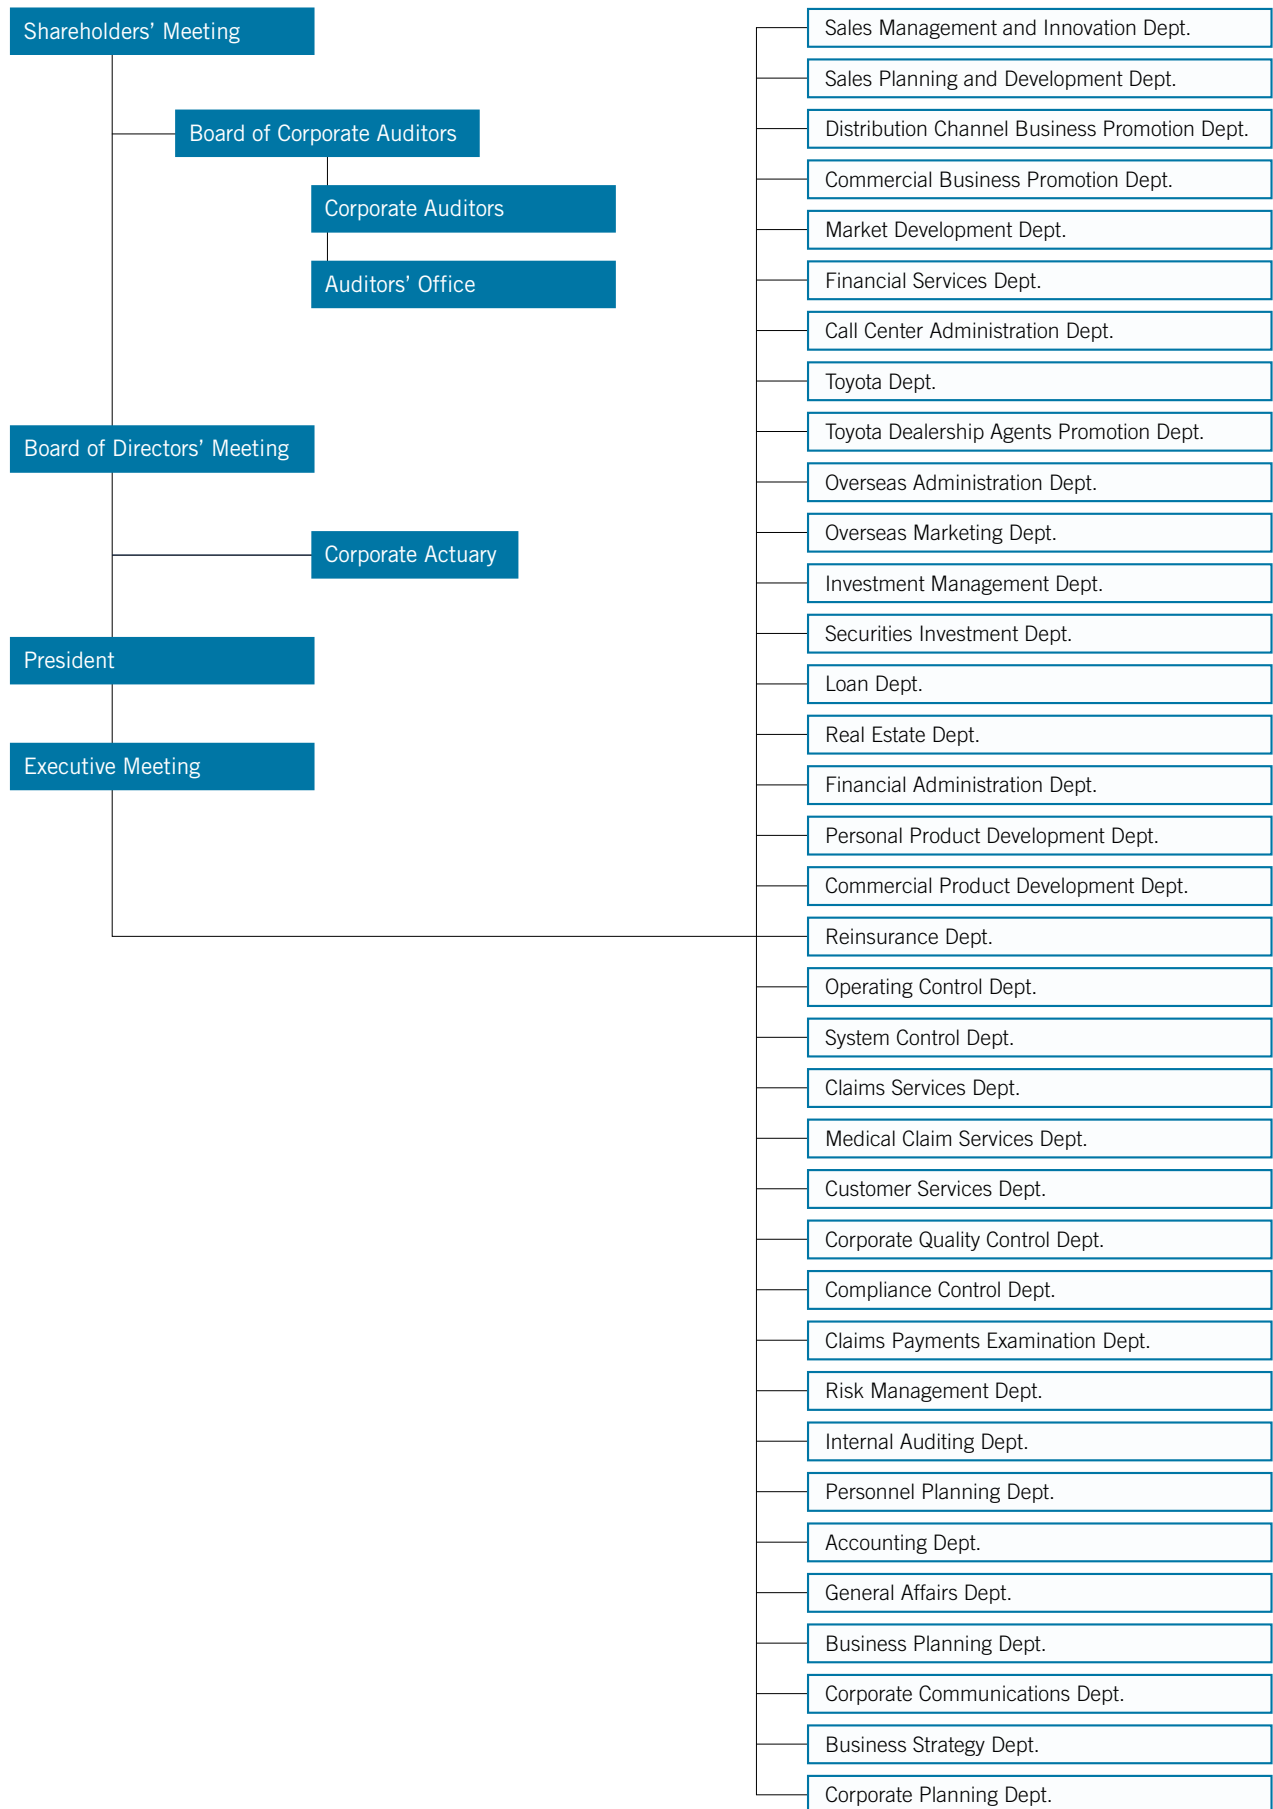 Shareholders’ Meeting
Board of Corporate Auditors
Corporate Auditors
Auditors’ Office
Board of Directors’ Meeting
Corporate Actuary
President
Executive Meeting
Sales Management and Innovation Dept.
Sales Planning and Development Dept.
Distribution Channel Business Promotion Dept.
Commercial Business Promotion Dept.
Market Development Dept.
Financial Services Dept.
Call Center Administration Dept.
Toyota Dept.
Toyota Dealership Agents Promotion Dept.
Overseas Administration Dept.
Overseas Marketing Dept.
Investment Management Dept.
Securities Investment Dept.
Loan Dept.
Real Estate Dept.
Financial Administration Dept.
Personal Product Development Dept.
Commercial Product Development Dept.
Reinsurance Dept.
Operating Control Dept.
System Control Dept.
Claims Services Dept.
Medical Claim Services Dept.
Customer Services Dept.
Corporate Quality Control Dept.
Compliance Control Dept.
Claims Payments Examination Dept.
Risk Management Dept.
Internal Auditing Dept.
Personnel Planning Dept.
Accounting Dept.
General Affairs Dept.
Business Planning Dept.
Corporate Communications Dept.
Business Strategy Dept.
Corporate Planning Dept.